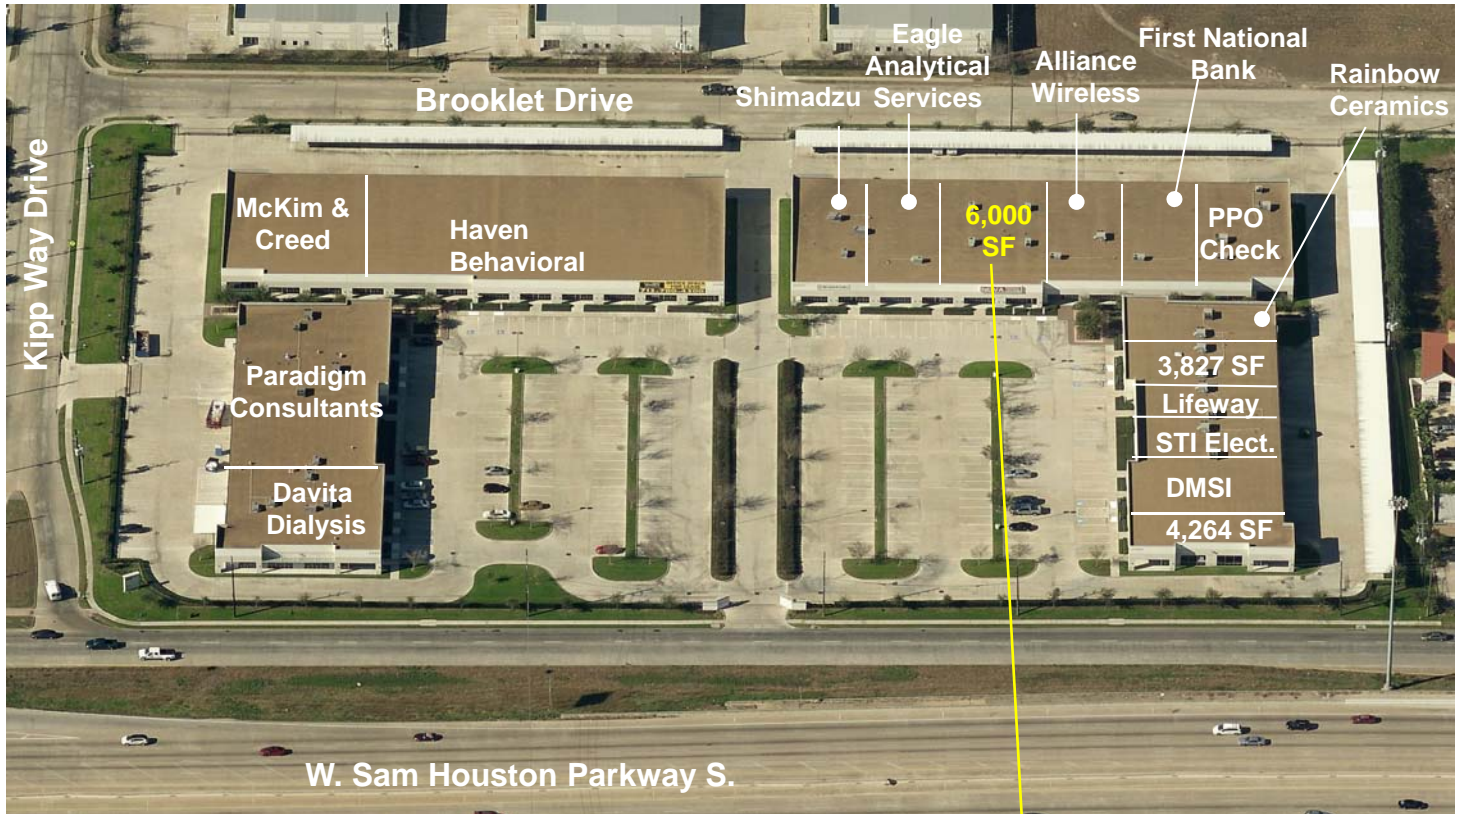 Brooklet Drive
Kipp Way Drive
Shimadzu
Eagle
Analytical
Services
Alliance
Wireless
First National
Bank
Rainbow
Ceramics
McKim &
Creed
Haven
Behavioral
6,000
SF
PPO
Check
Paradigm
Consultants
Davita
Dialysis
3,827 SF
Lifeway
STI Elect.
DMSI
4,264 SF
W. Sam Houston Parkway S.